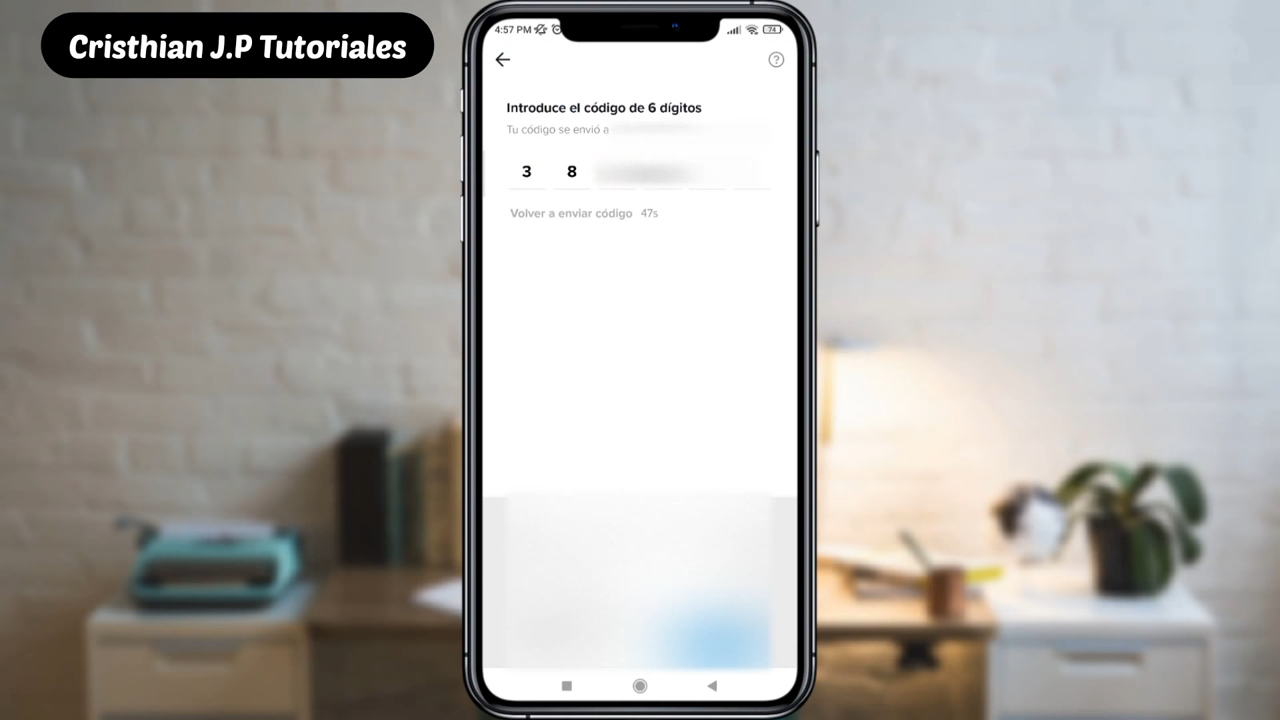 Cristhian J.P Tutoriales
4:57 PM
74
Introduce el código de 6 dígitos
Tu código se envió a
3 8
Volver a enviar código 47s